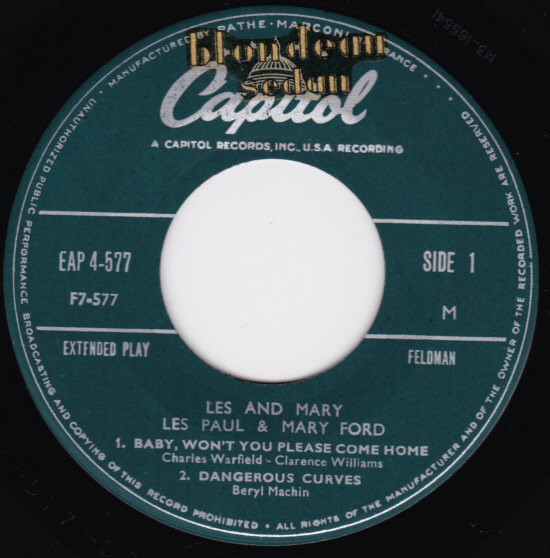 MANUFACTURED BY PATHE-MARCONI FRANCE
blondeau
sedan
Capitol
A CAPITOL RECORDS, INC., U.S.A. RECORDING
EAP 4-577
SIDE 1
F7-577
M
EXTENDED PLAY
FELDMAN
LES AND MARY
LES PAUL & MARY FORD
1. BABY, WON'T YOU PLEASE COME HOME
Charles Warfield - Clarence Williams
2. DANGEROUS CURVES
Beryl Machin
UNAUTHORIZED PUBLIC PERFORMANCE BROADCASTING AND COPYING OF THIS RECORD PROHIBITED • ALL RIGHTS OF THE MANUFACTURER AND OF THE OWNER OF THE RECORDED WORK ARE RESERVED